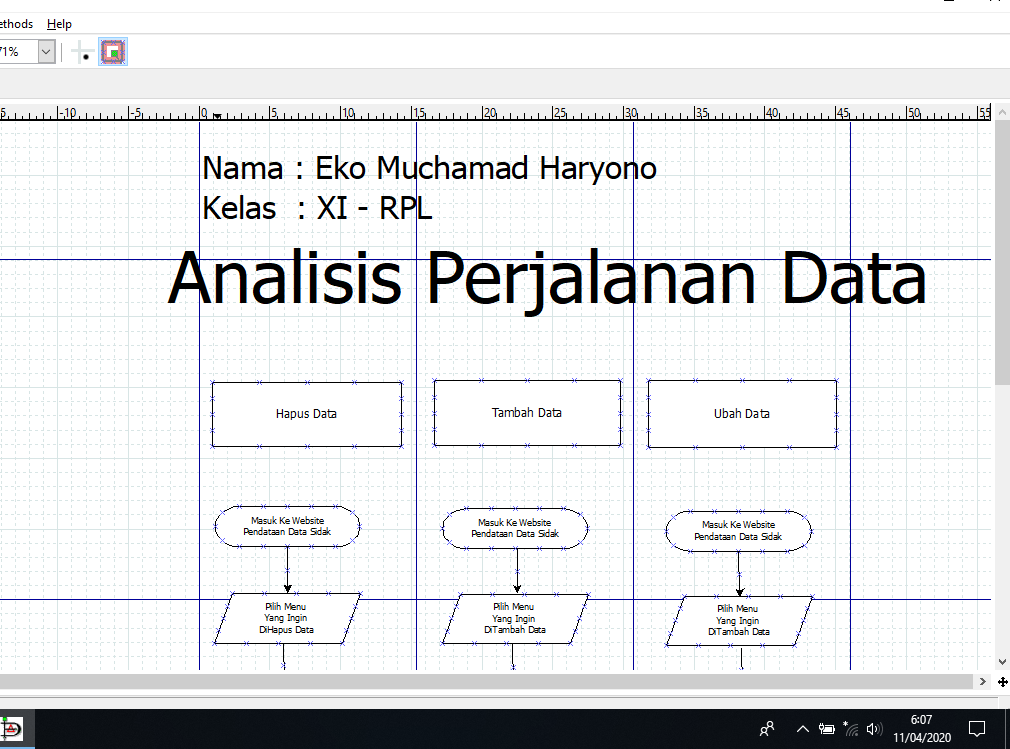 ethods Help
71%
-10 -5 0 5 10 15 20 25 30 35 40 45 50 55
Nama : Eko Muchamad Haryono
Kelas : XI - RPL
Analisis Perjalanan Data
Hapus Data
Tambah Data
Ubah Data
Masuk Ke Website
Pendataan Data Sidak
Masuk Ke Website
Pendataan Data Sidak
Masuk Ke Website
Pendataan Data Sidak
Pilih Menu
Yang Ingin
DiHapus Data
Pilih Menu
Yang Ingin
DiTambah Data
Pilih Menu
Yang Ingin
DiTambah Data
6:07
11/04/2020